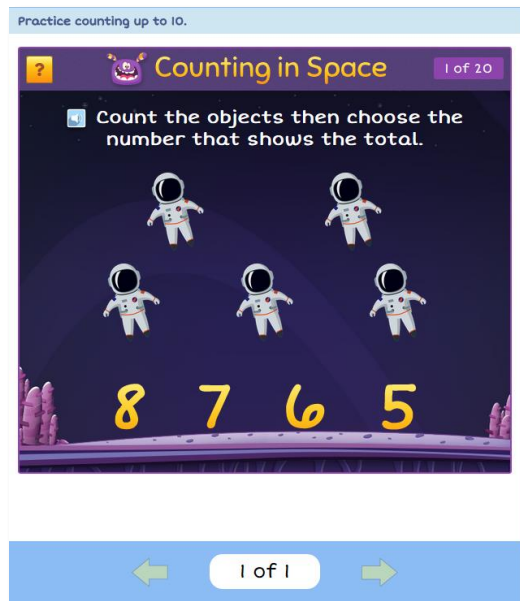 Practice counting up to 10.
? Counting in Space 1 of 20
Count the objects then choose the
number that shows the total.
8 7 6 5
1 of 1